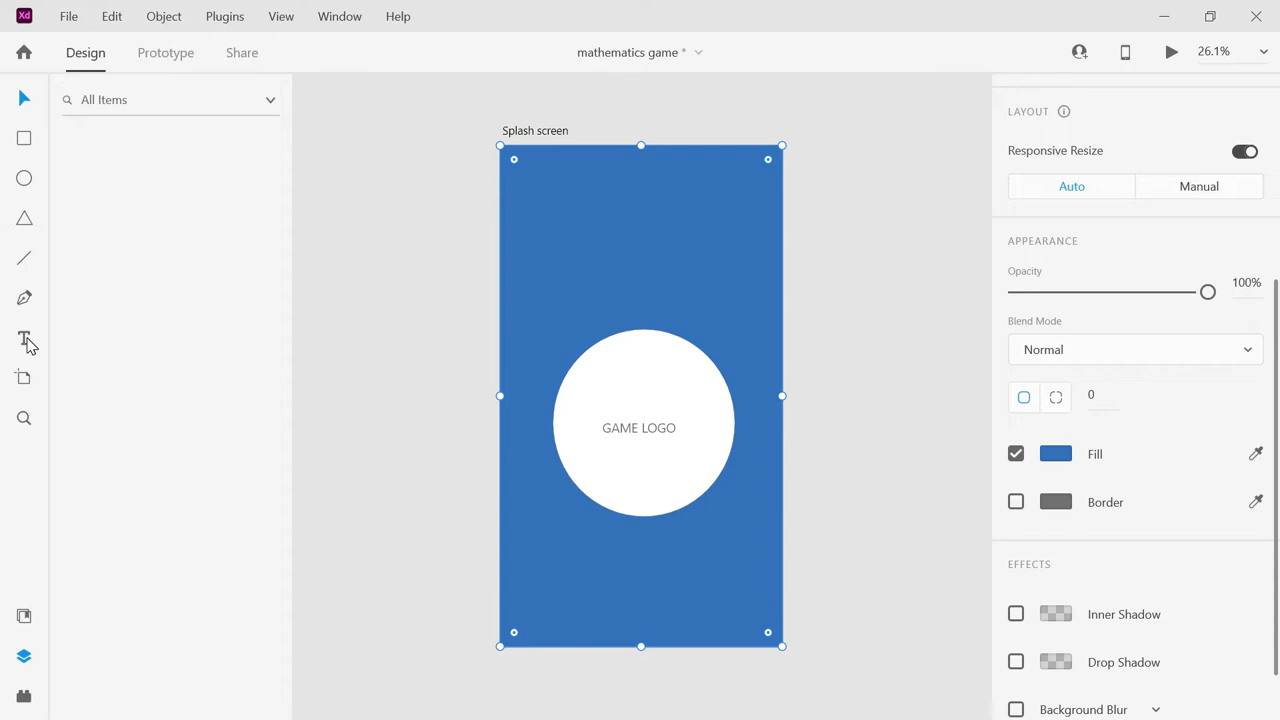 Xd File Edit Object Plugins View Window Help
Design Prototype Share mathematics game * 26.1%
All Items
Splash screen
GAME LOGO
LAYOUT
Responsive Resize
Auto Manual
APPEARANCE
Opacity
100%
Blend Mode
Normal
0
Fill
Border
EFFECTS
Inner Shadow
Drop Shadow
Background Blur